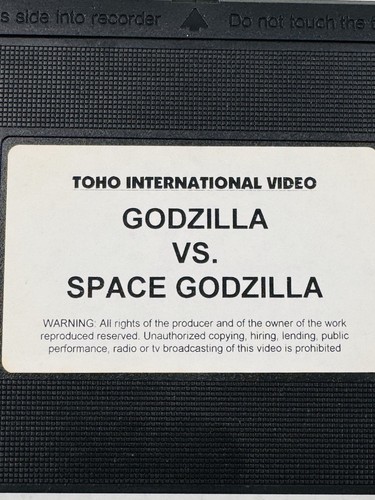 s side into recorder Do not touch the t
TOHO INTERNATIONAL VIDEO
GODZILLA
VS.
SPACE GODZILLA
WARNING: All rights of the producer and of the owner of the work
reproduced reserved. Unauthorized copying, hiring, lending, public
performance, radio or tv broadcasting of this video is prohibited